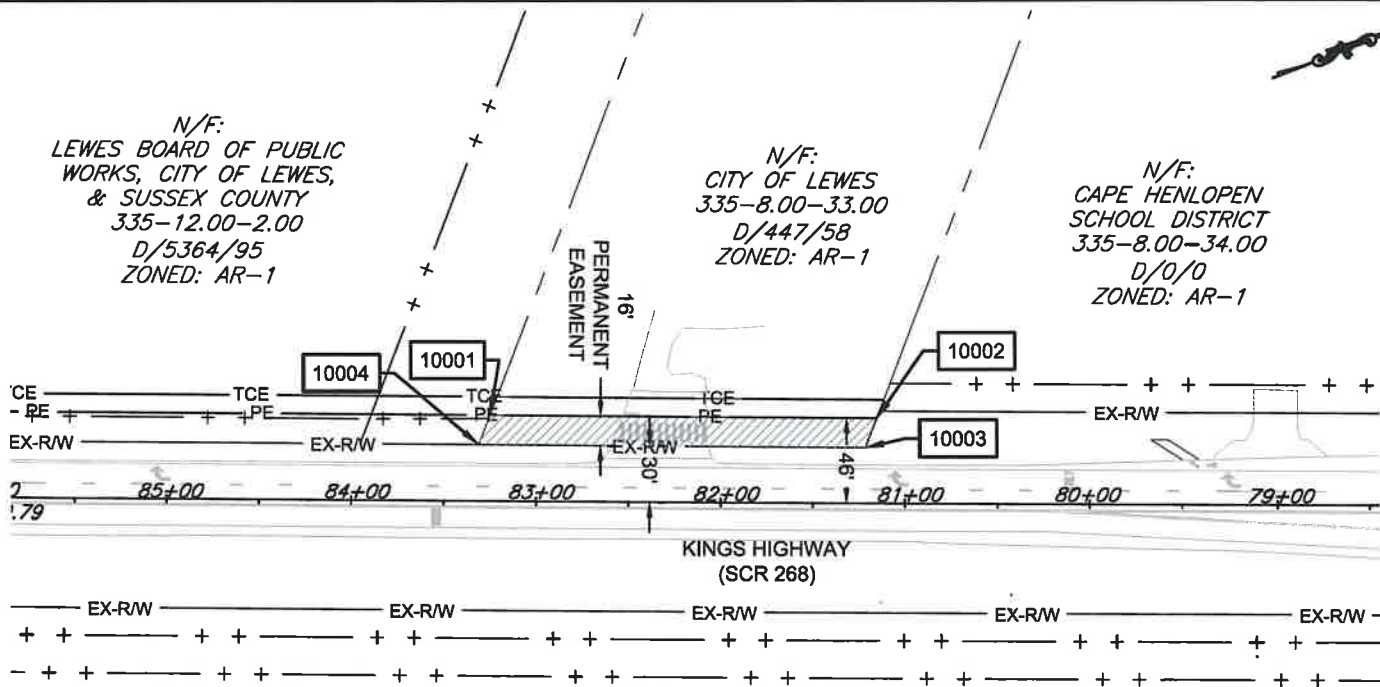 N/F:
LEWES BOARD OF PUBLIC
WORKS, CITY OF LEWES,
& SUSSEX COUNTY
335-12.00-2.00
D/5364/95
ZONED: AR-1
N/F:
CITY OF LEWES
335-8.00-33.00
D/447/58
ZONED: AR-1
N/F:
CAPE HENLOPEN
SCHOOL DISTRICT
335-8.00-34.00
D/0/0
ZONED: AR-1
16'
PERMANENT
EASEMENT
10004
10001
10002
10003
CE TCE TCE TCE
PE PE PE PE
EX-R/W
EX-R/W EX-R/W EX-R/W
30'
46'
85+00 84+00 83+00 82+00 81+00 80+00 79+00
.79
KINGS HIGHWAY
(SCR 268)
EX-R/W EX-R/W EX-R/W EX-R/W EX-R/W